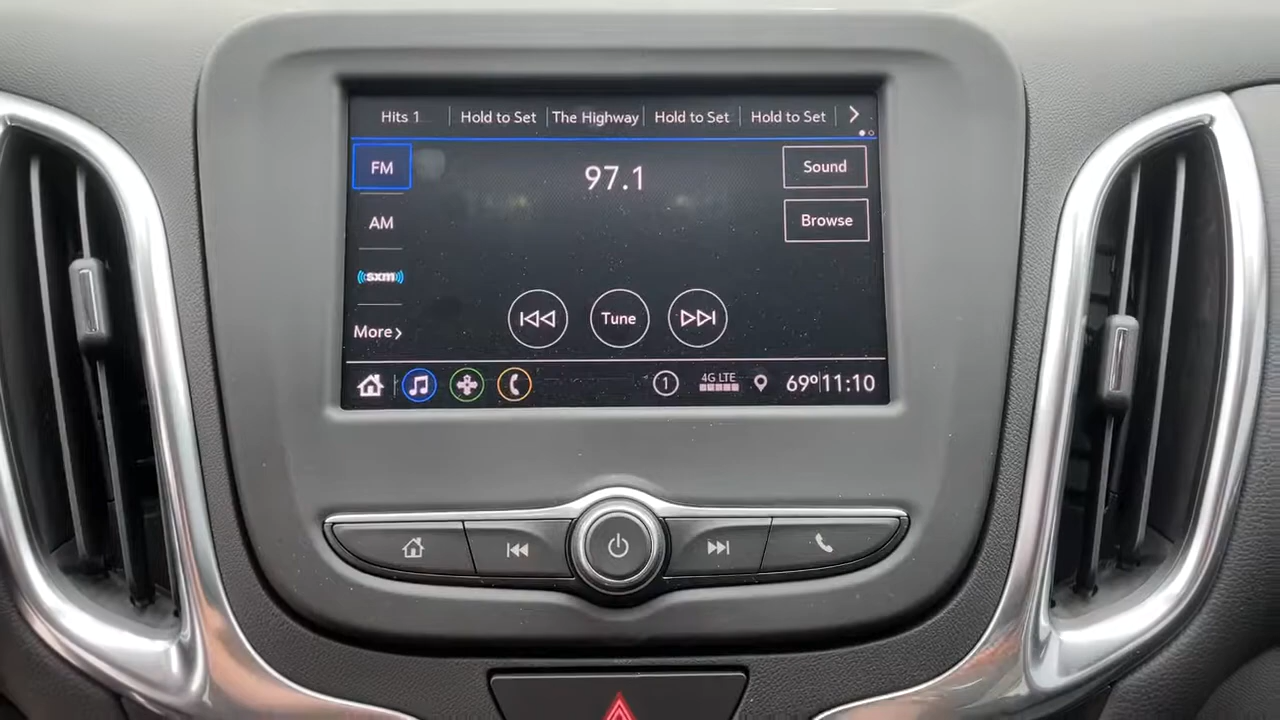 Hits 1 Hold to Set The Highway Hold to Set Hold to Set
FM 97.1 Sound
AM Browse
sxm
Tune
More
1 4G LTE 69° 11:10